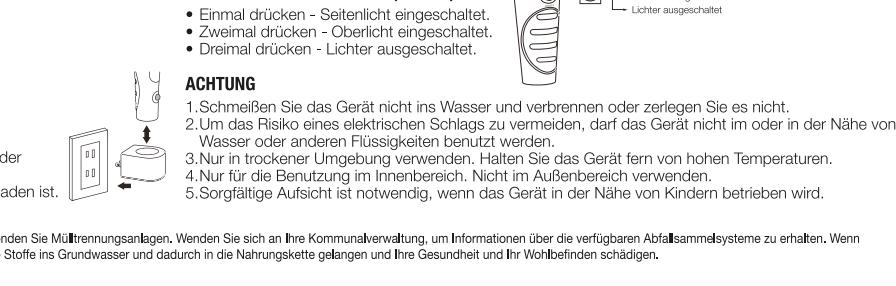 • Einmal drücken - Seitenlicht eingeschaltet.
• Zweimal drücken - Oberlicht eingeschaltet.
• Dreimal drücken - Lichter ausgeschaltet.
Lichter ausgeschaltet
ACHTUNG
1.Schmeißen Sie das Gerät nicht ins Wasser und verbrennen oder zerlegen Sie es nicht.
2.Um das Risiko eines elektrischen Schlags zu vermeiden, darf das Gerät nicht im oder in der Nähe von
Wasser oder anderen Flüssigkeiten benutzt werden.
3.Nur in trockener Umgebung verwenden. Halten Sie das Gerät fern von hohen Temperaturen.
4.Nur für die Benutzung im Innenbereich. Nicht im Außenbereich verwenden.
5.Sorgfältige Aufsicht ist notwendig, wenn das Gerät in der Nähe von Kindern betrieben wird.
der
aden ist.
nden Sie Mülltrennungsanlagen. Wenden Sie sich an Ihre Kommunalverwaltung, um Informationen über die verfügbaren Abfallsammelsysteme zu erhalten. Wenn
Stoffe ins Grundwasser und dadurch in die Nahrungskette gelangen und Ihre Gesundheit und Ihr Wohlbefinden schädigen.